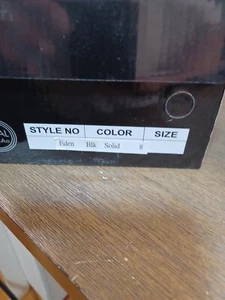 STYLE NO COLOR SIZE
Eden Blk Solid 8